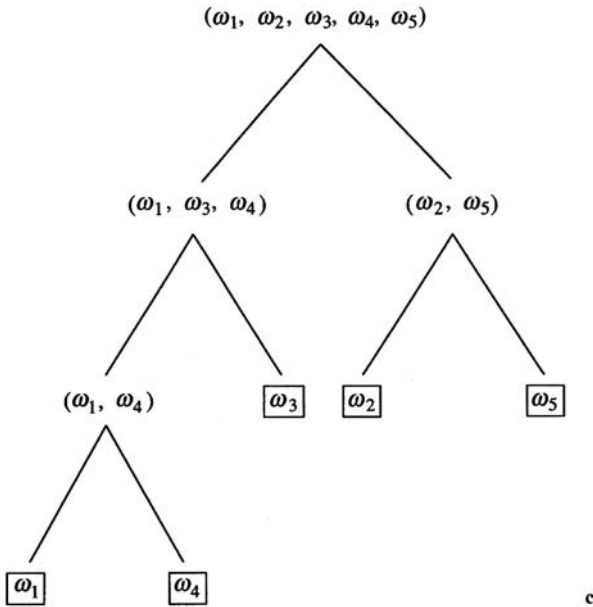 (ω₁, ω₂, ω₃, ω₄, ω₅)
(ω₁, ω₃, ω₄) (ω₂, ω₅)
(ω₁, ω₄) ω₃ ω₂ ω₅
ω₁ ω₄
c